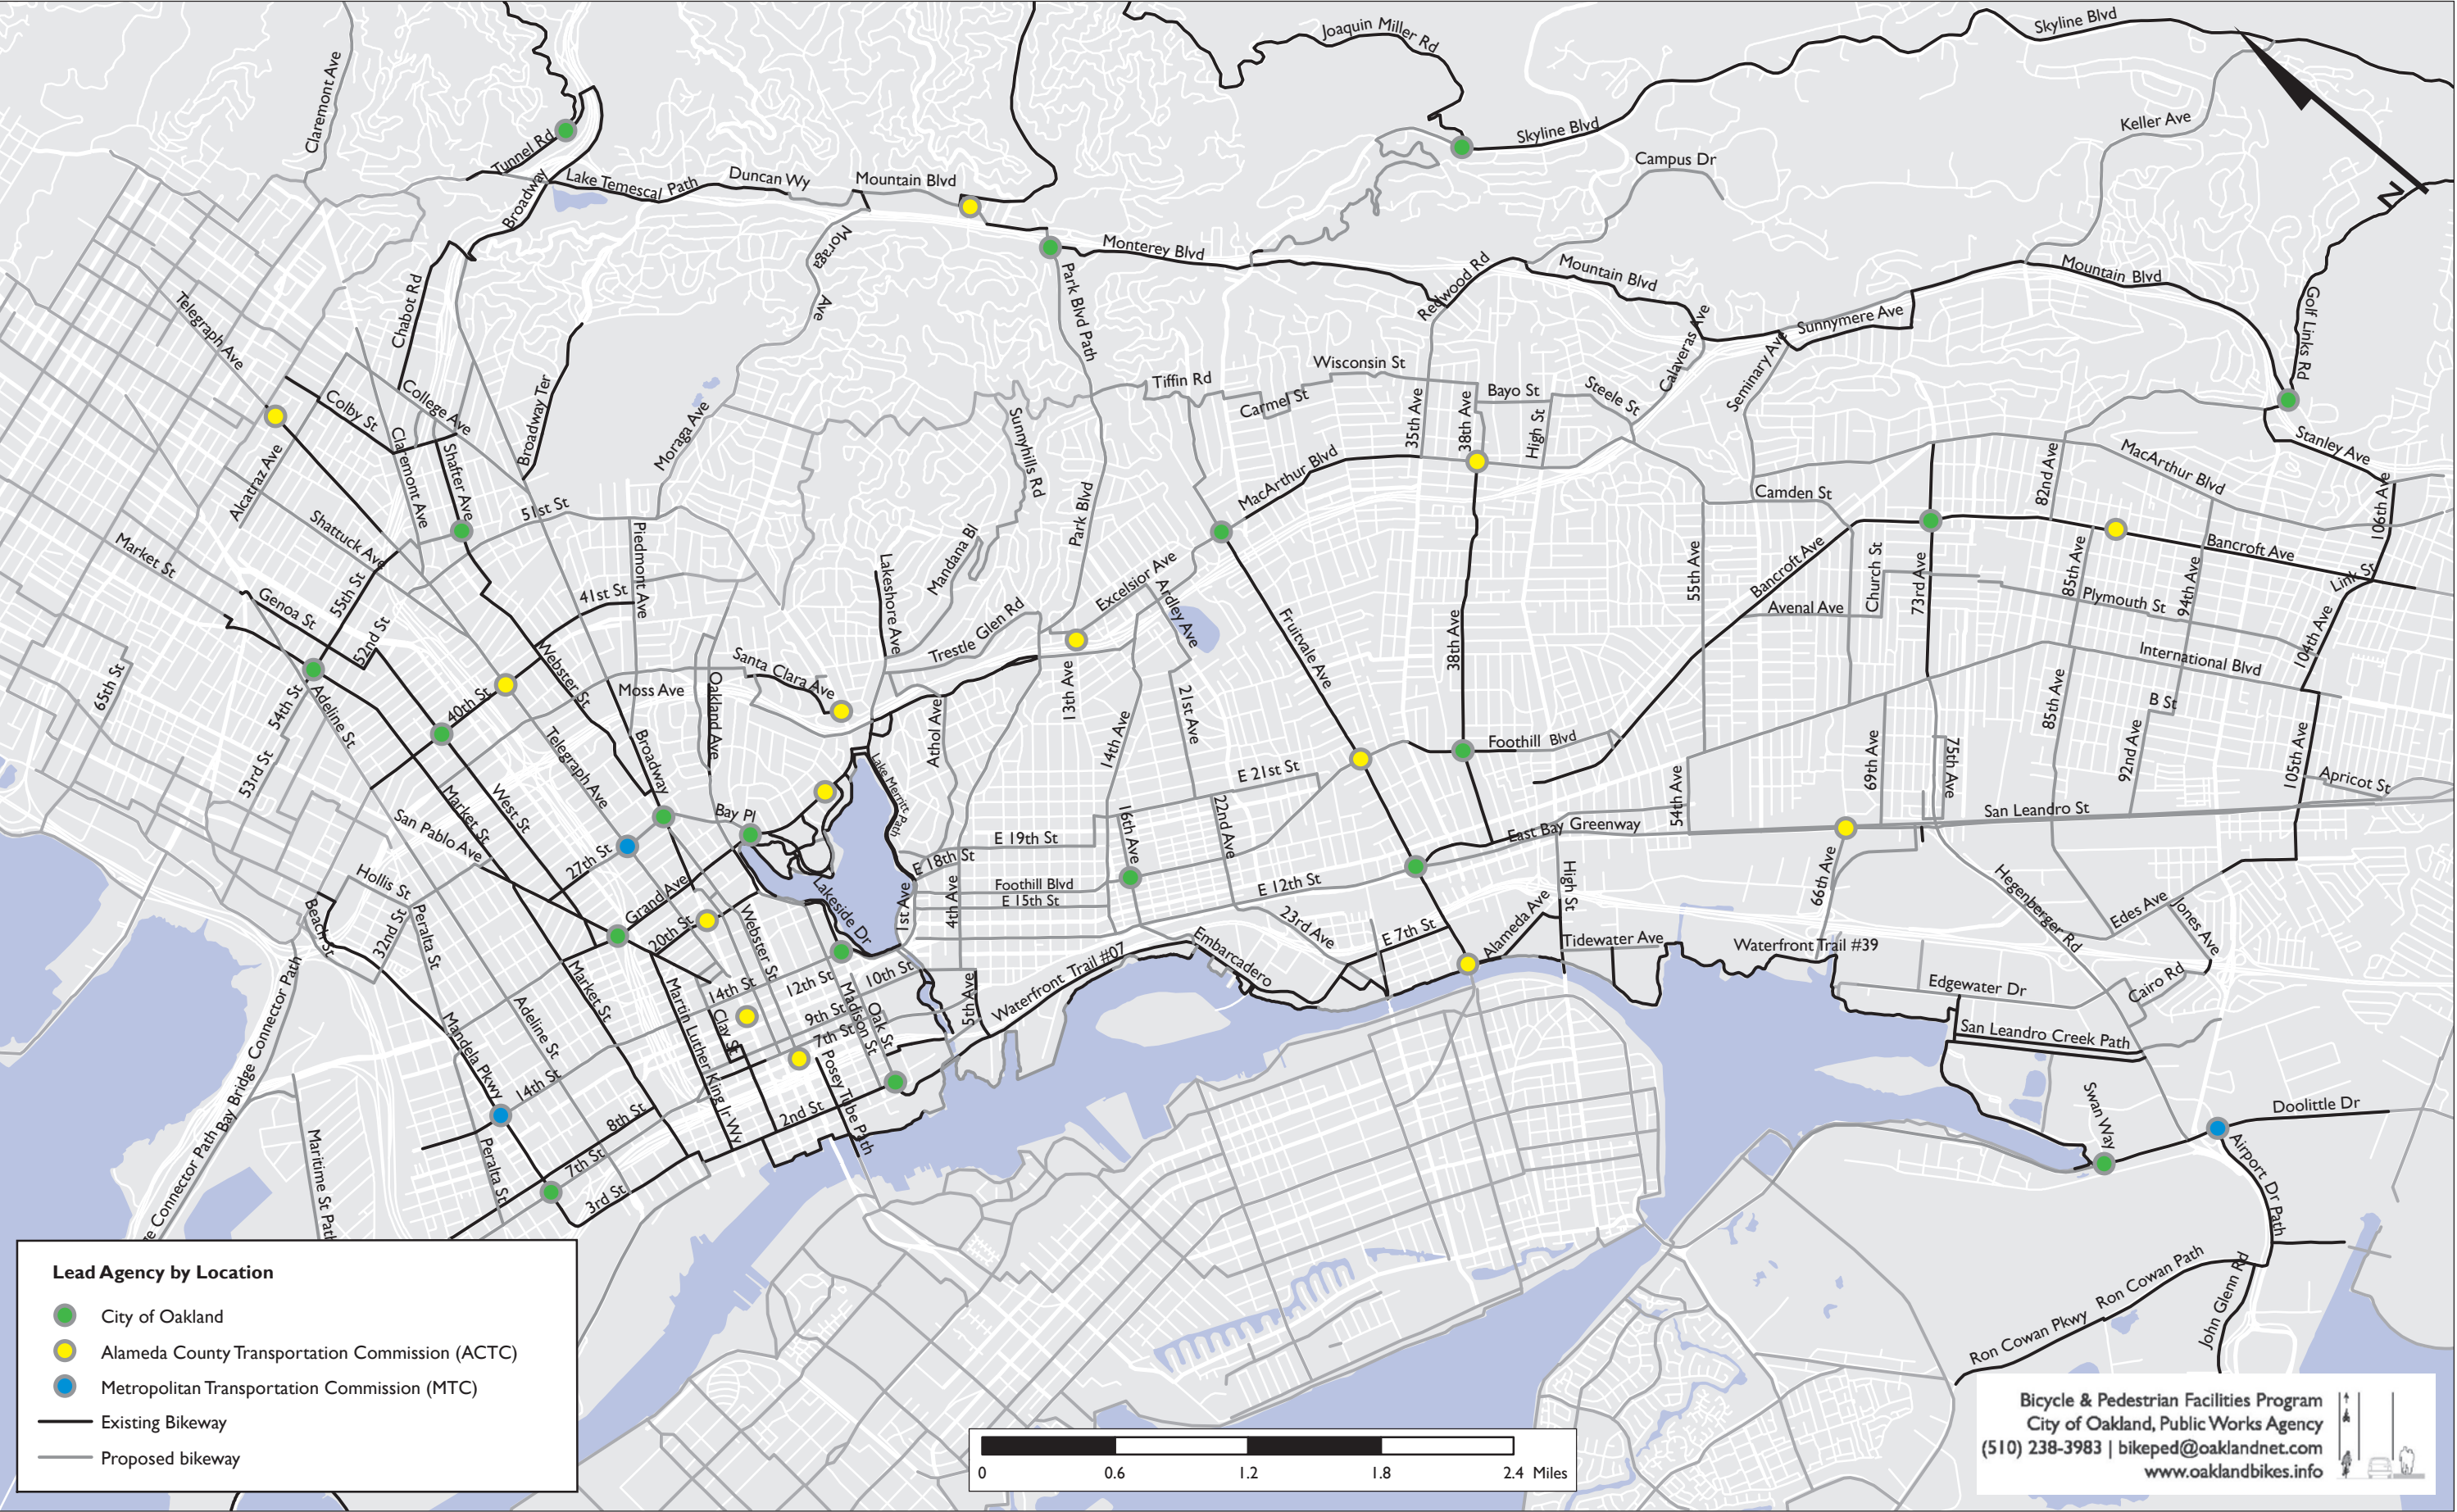 Skyline Blvd
Joaquin Miller Rd
Claremont Ave
Keller Ave
Skyline Blvd
Tunnel Rd
Campus Dr
Lake Temescal Path
Duncan Wy
Mountain Blvd
N
Broadway
Moraga
Ave
Monterey Blvd
Redwood Rd
Mountain Blvd
Mountain Blvd
Park Blvd Path
Chabot Rd
Telegraph Ave
Golf Links Rd
Sunnymere Ave
Calaveras Ave
Seminary Ave
Wisconsin St
Tiffin Rd
Bayo St
Steele St
Carmel St
35th Ave
38th Ave
High St
Colby St
College Ave
Broadway Ter
Moraga Ave
Sunnyhills Rd
Stanley Ave
MacArthur Blvd
MacArthur Blvd
82nd Ave
Claremont Ave
Shafter Ave
Alcatraz Ave
51st St
Park Blvd
Camden St
106th Ave
Shattuck Ave
Market St
Piedmont Ave
Mandana Bl
Lakeshore Ave
Excelsior Ave
Ardley Ave
55th Ave
Bancroft Ave
Church St
73rd Ave
85th Ave
94th Ave
Bancroft Ave
Link St
Genoa St
55th St
52nd St
41st St
Trestle Glen Rd
Fruitvale Ave
38th Ave
Avenal Ave
Plymouth St
104th Ave
65th St
54th St
53rd St
Adeline St
40th St
Webster St
Moss Ave
Santa Clara Ave
Oakland Ave
Athol Ave
13th Ave
14th Ave
21st Ave
International Blvd
85th Ave
B St
92nd Ave
105th Ave
Apricot St
Telegraph Ave
Broadway
Lake Merritt Path
E 21st St
Foothill Blvd
54th Ave
69th Ave
75th Ave
San Leandro St
Market St
West St
San Pablo Ave
Bay Pl
16th Ave
22nd Ave
East Bay Greenway
E 19th St
E 18th St
27th St
Hollis St
Beach St
32nd St
Peralta St
Grand Ave
20th St
Webster St
Lakeside Dr
1st Ave
4th Ave
Foothill Blvd
E 15th St
E 12th St
High St
66th Ave
Hegenberger Rd
Edes Ave
Jones Ave
23rd Ave
E 7th St
Alameda Ave
Tidewater Ave
Waterfront Trail #39
Embarcadero
Waterfront Trail #07
5th Ave
Market St
Martin Luther King Jr Wy
14th St
Clay St
12th St
10th St
9th St
7th St
Madison St
Oak St
Posey Tube Path
2nd St
Edgewater Dr
Cairo Rd
San Leandro Creek Path
Bay Bridge Connector Path
Mandela Pkwy
Adeline St
14th St
8th St
7th St
3rd St
Peralta St
Maritime St Path
Connector Path
Swan Way
Doolittle Dr
Airport Dr Path
Ron Cowan Path
Ron Cowan Pkwy
John Glenn Rd
Lead Agency by Location
City of Oakland
Alameda County Transportation Commission (ACTC)
Metropolitan Transportation Commission (MTC)
Existing Bikeway
Proposed bikeway
0 0.6 1.2 1.8 2.4 Miles
Bicycle & Pedestrian Facilities Program
City of Oakland, Public Works Agency
(510) 238-3983 | bikeped@oaklandnet.com
www.oaklandbikes.info